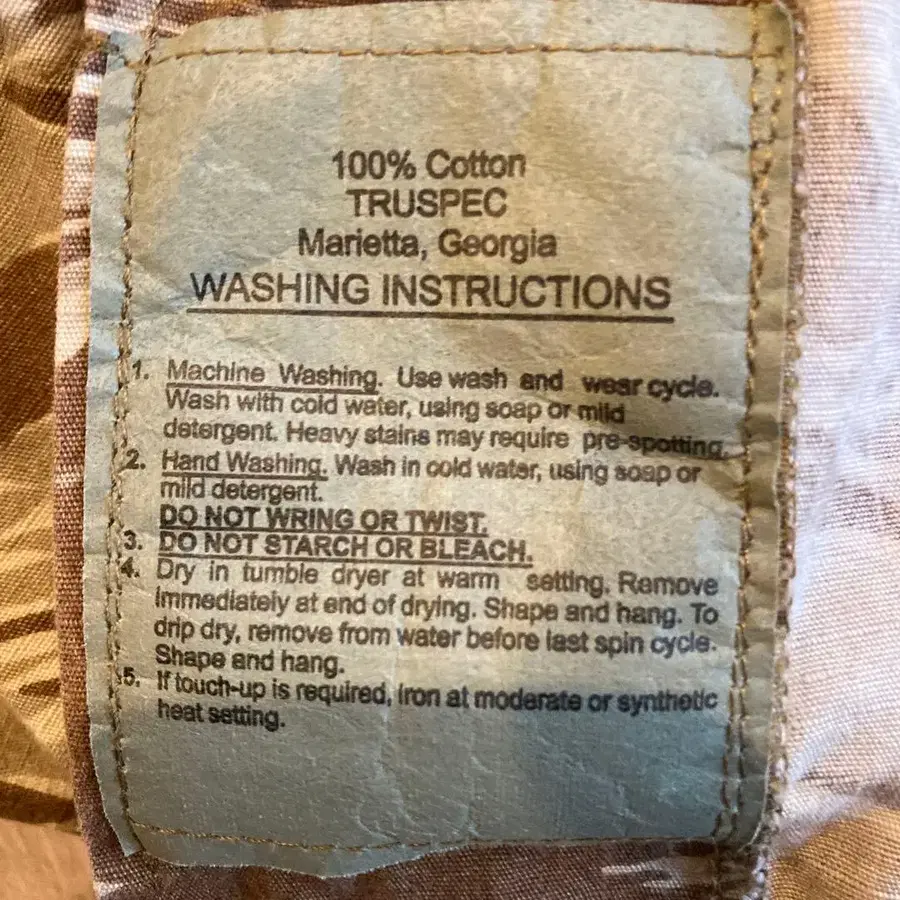 100% Cotton
TRUSPEC
Marietta, Georgia
WASHING INSTRUCTIONS
1. Machine Washing. Use wash and wear cycle.
Wash with cold water, using soap or mild
detergent. Heavy stains may require pre-spotting.
2. Hand Washing. Wash in cold water, using soap or
mild detergent.
DO NOT WRING OR TWIST.
3. DO NOT STARCH OR BLEACH.
4. Dry in tumble dryer at warm setting. Remove
immediately at end of drying. Shape and hang. To
drip dry, remove from water before last spin cycle.
Shape and hang.
5. If touch-up is required, iron at moderate or synthetic
heat setting.